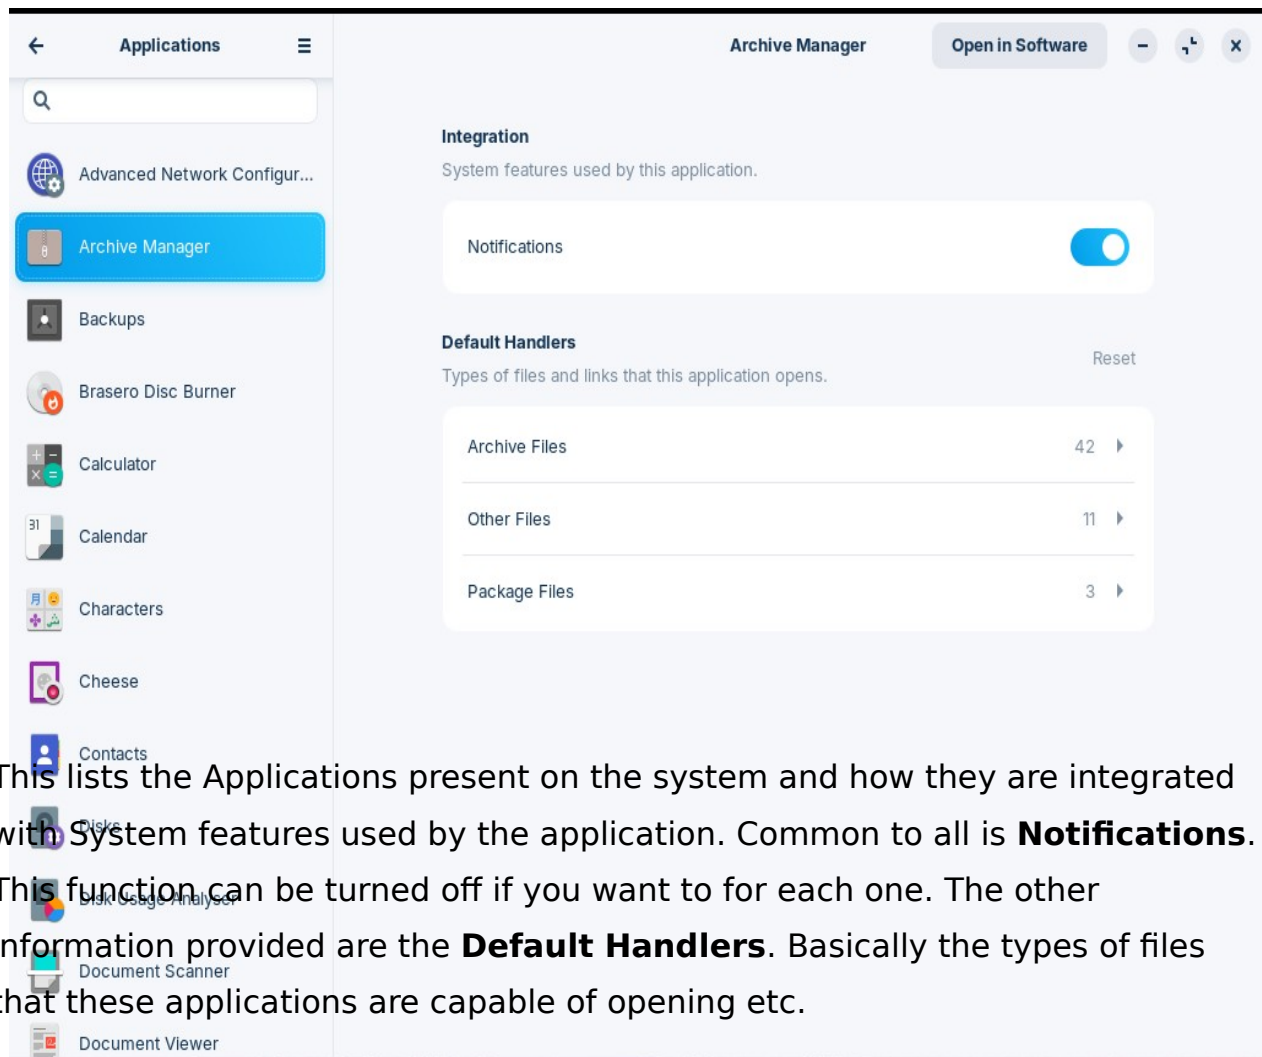 Applications
Archive Manager
Open in Software
Integration
System features used by this application.
Advanced Network Configur...
Archive Manager
Notifications
Backups
Default Handlers
Reset
Types of files and links that this application opens.
Brasero Disc Burner
Archive Files 42
Calculator
Other Files 11
31
Calendar
Package Files 3
Characters
Cheese
Contacts
This lists the Applications present on the system and how they are integrated
with System features used by the application. Common to all is Notifications.
Disks
This function can be turned off if you want to for each one. The other
Disk Usage Analyser
information provided are the Default Handlers. Basically the types of files
Document Scanner
that these applications are capable of opening etc.
Document Viewer